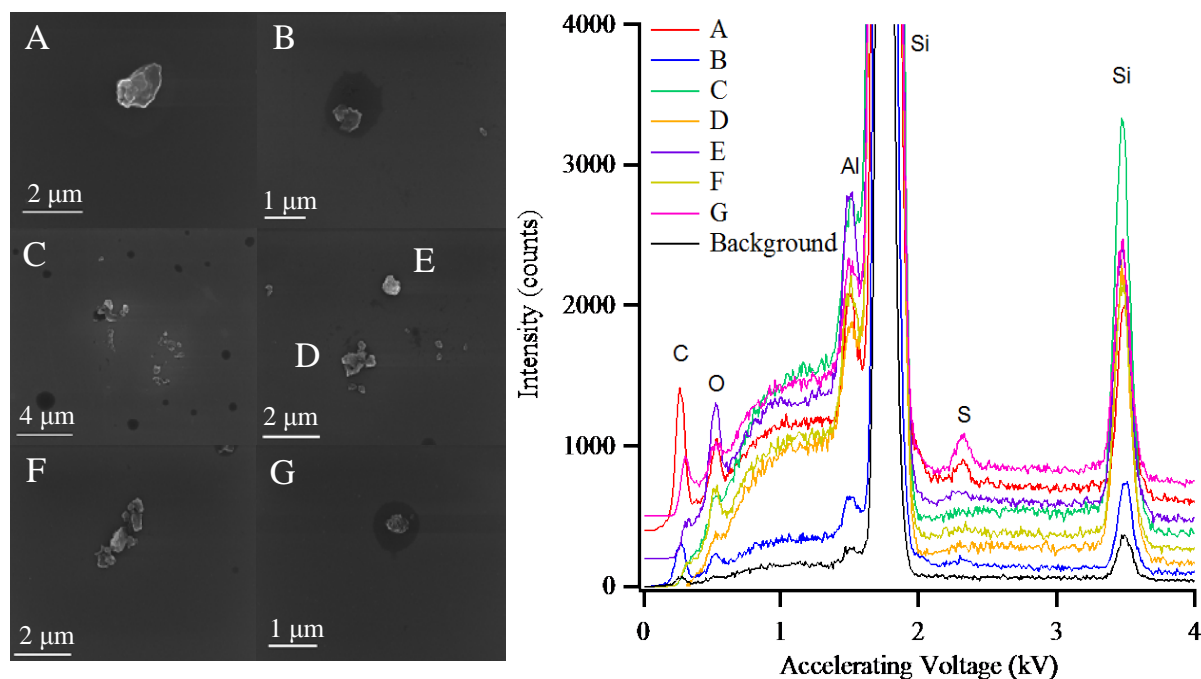 A
B
2 μm
1 μm
C
E
D
4 μm
2 μm
F
G
2 μm
1 μm
4000
3000
2000
1000
0
Intensity (counts)
A
B
C
D
E
F
G
Background
C
O
Al
Si
S
Si
0
1
2
3
4
Accelerating Voltage (kV)